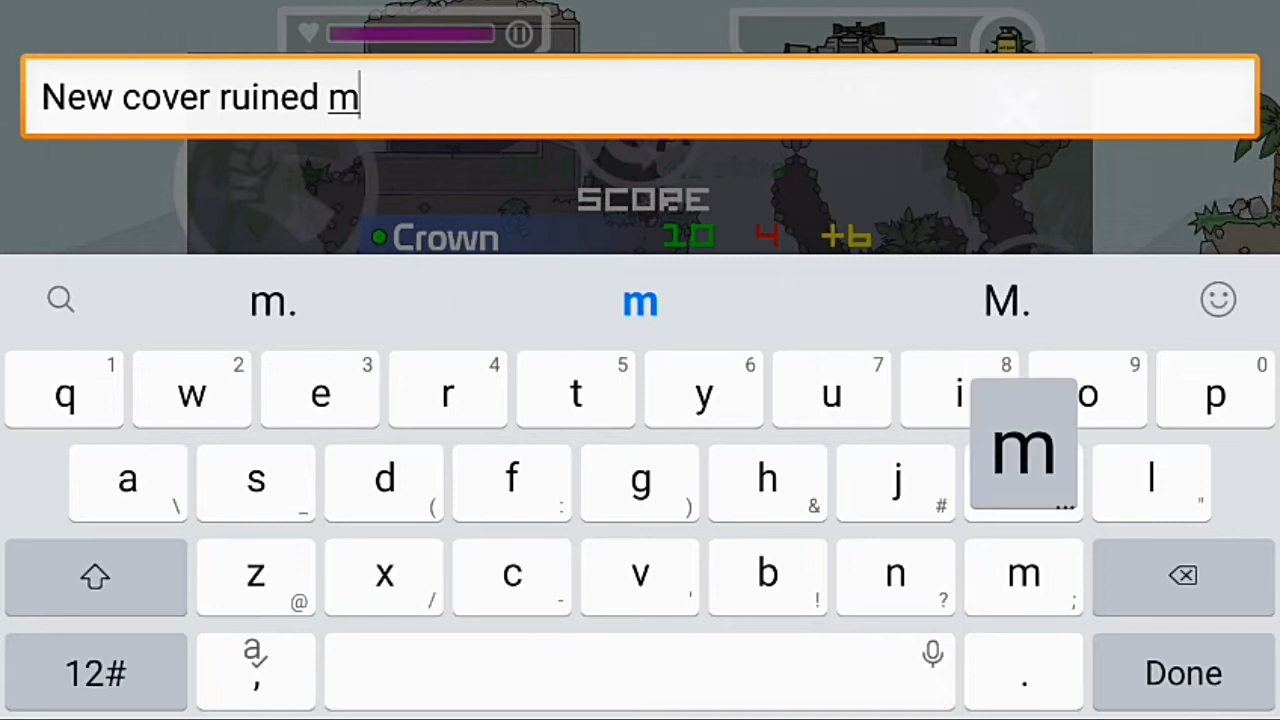 New cover ruined m
SCORE
Crown 10 4 +6
m. m M.
1 2 3 4 5 6 7 8 9 0
q w e r t y u i o p
m
a s d f g h j l
\ _ ( : ) & # ... "
z x c v b n m
@ / - ' ! ? ;
a
12# , . Done